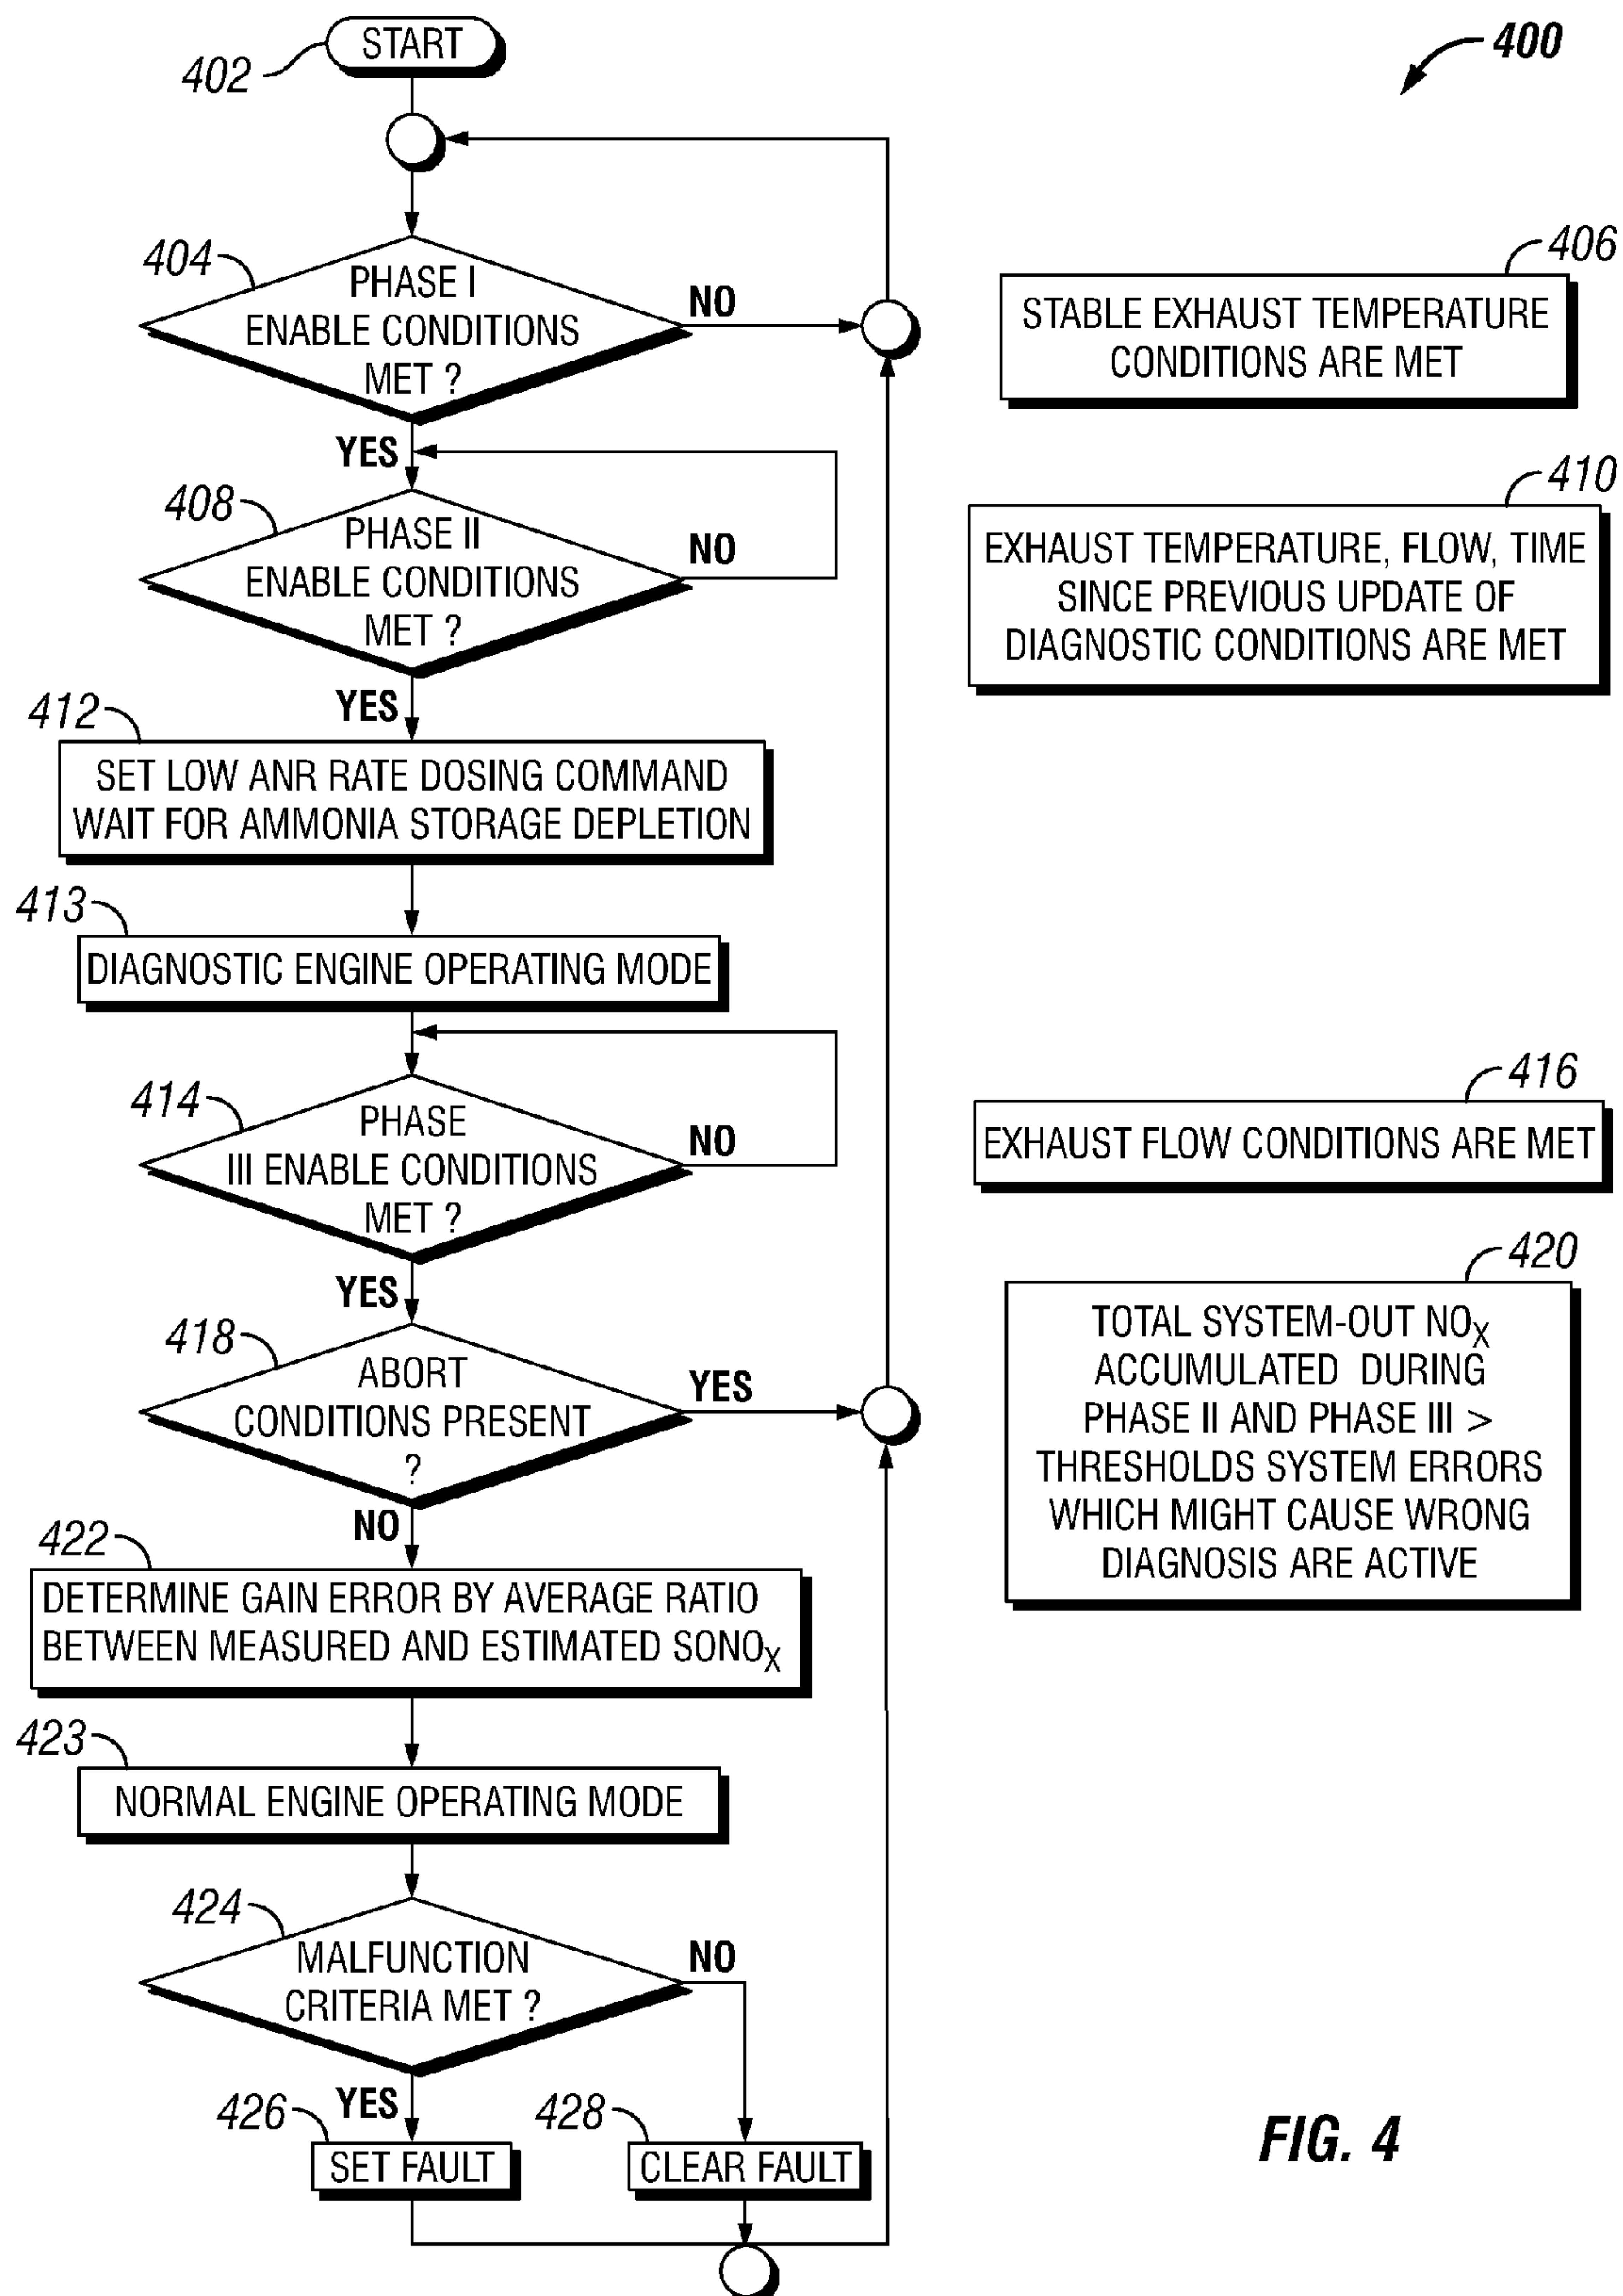 START
402
400
404
PHASE I
ENABLE CONDITIONS
MET ?
NO
YES
406
STABLE EXHAUST TEMPERATURE
CONDITIONS ARE MET
408
PHASE II
ENABLE CONDITIONS
MET ?
NO
YES
410
EXHAUST TEMPERATURE, FLOW, TIME
SINCE PREVIOUS UPDATE OF
DIAGNOSTIC CONDITIONS ARE MET
412
SET LOW ANR RATE DOSING COMMAND
WAIT FOR AMMONIA STORAGE DEPLETION
413
DIAGNOSTIC ENGINE OPERATING MODE
414
PHASE
III ENABLE CONDITIONS
MET ?
NO
YES
416
EXHAUST FLOW CONDITIONS ARE MET
418
ABORT
CONDITIONS PRESENT
?
YES
NO
420
TOTAL SYSTEM-OUT NOX
ACCUMULATED DURING
PHASE II AND PHASE III >
THRESHOLDS SYSTEM ERRORS
WHICH MIGHT CAUSE WRONG
DIAGNOSIS ARE ACTIVE
422
DETERMINE GAIN ERROR BY AVERAGE RATIO
BETWEEN MEASURED AND ESTIMATED SONOX
423
NORMAL ENGINE OPERATING MODE
424
MALFUNCTION
CRITERIA MET ?
NO
YES
426
SET FAULT
428
CLEAR FAULT
FIG. 4